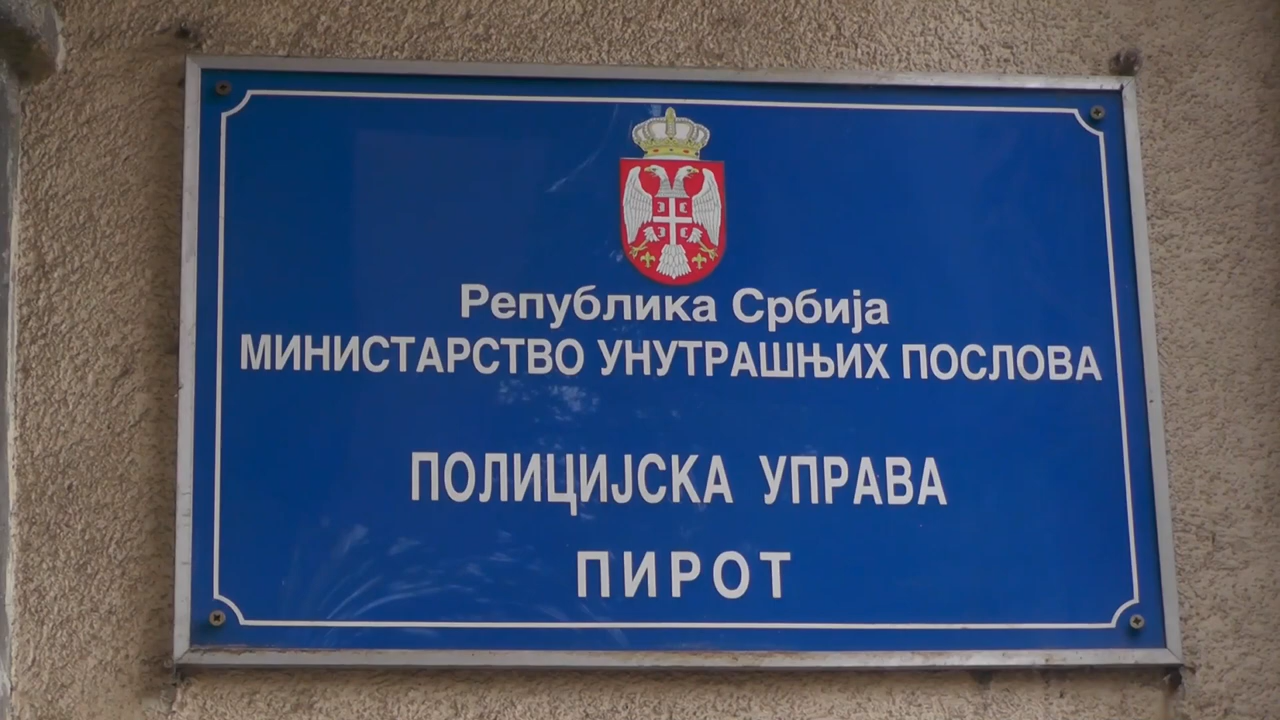 Република Србија
МИНИСТАРСТВО УНУТРАШЊИХ ПОСЛОВА
ПОЛИЦИЈСКА УПРАВА
ПИРОТ